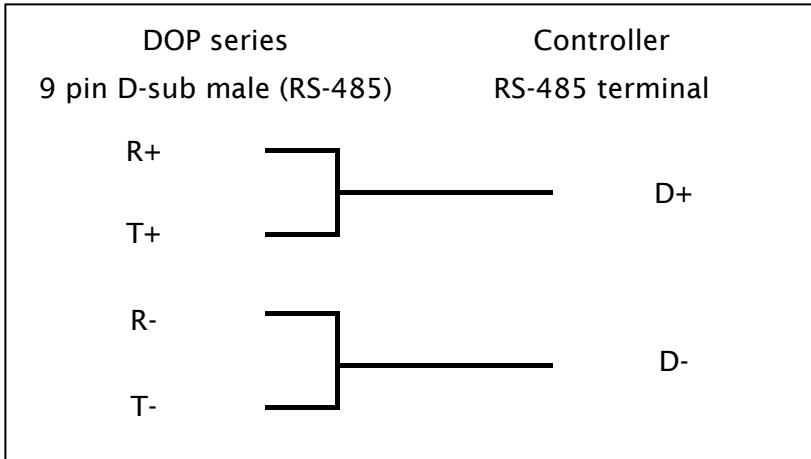 DOP series Controller
9 pin D-sub male (RS-485) RS-485 terminal
R+
D+
T+
R-
D-
T-